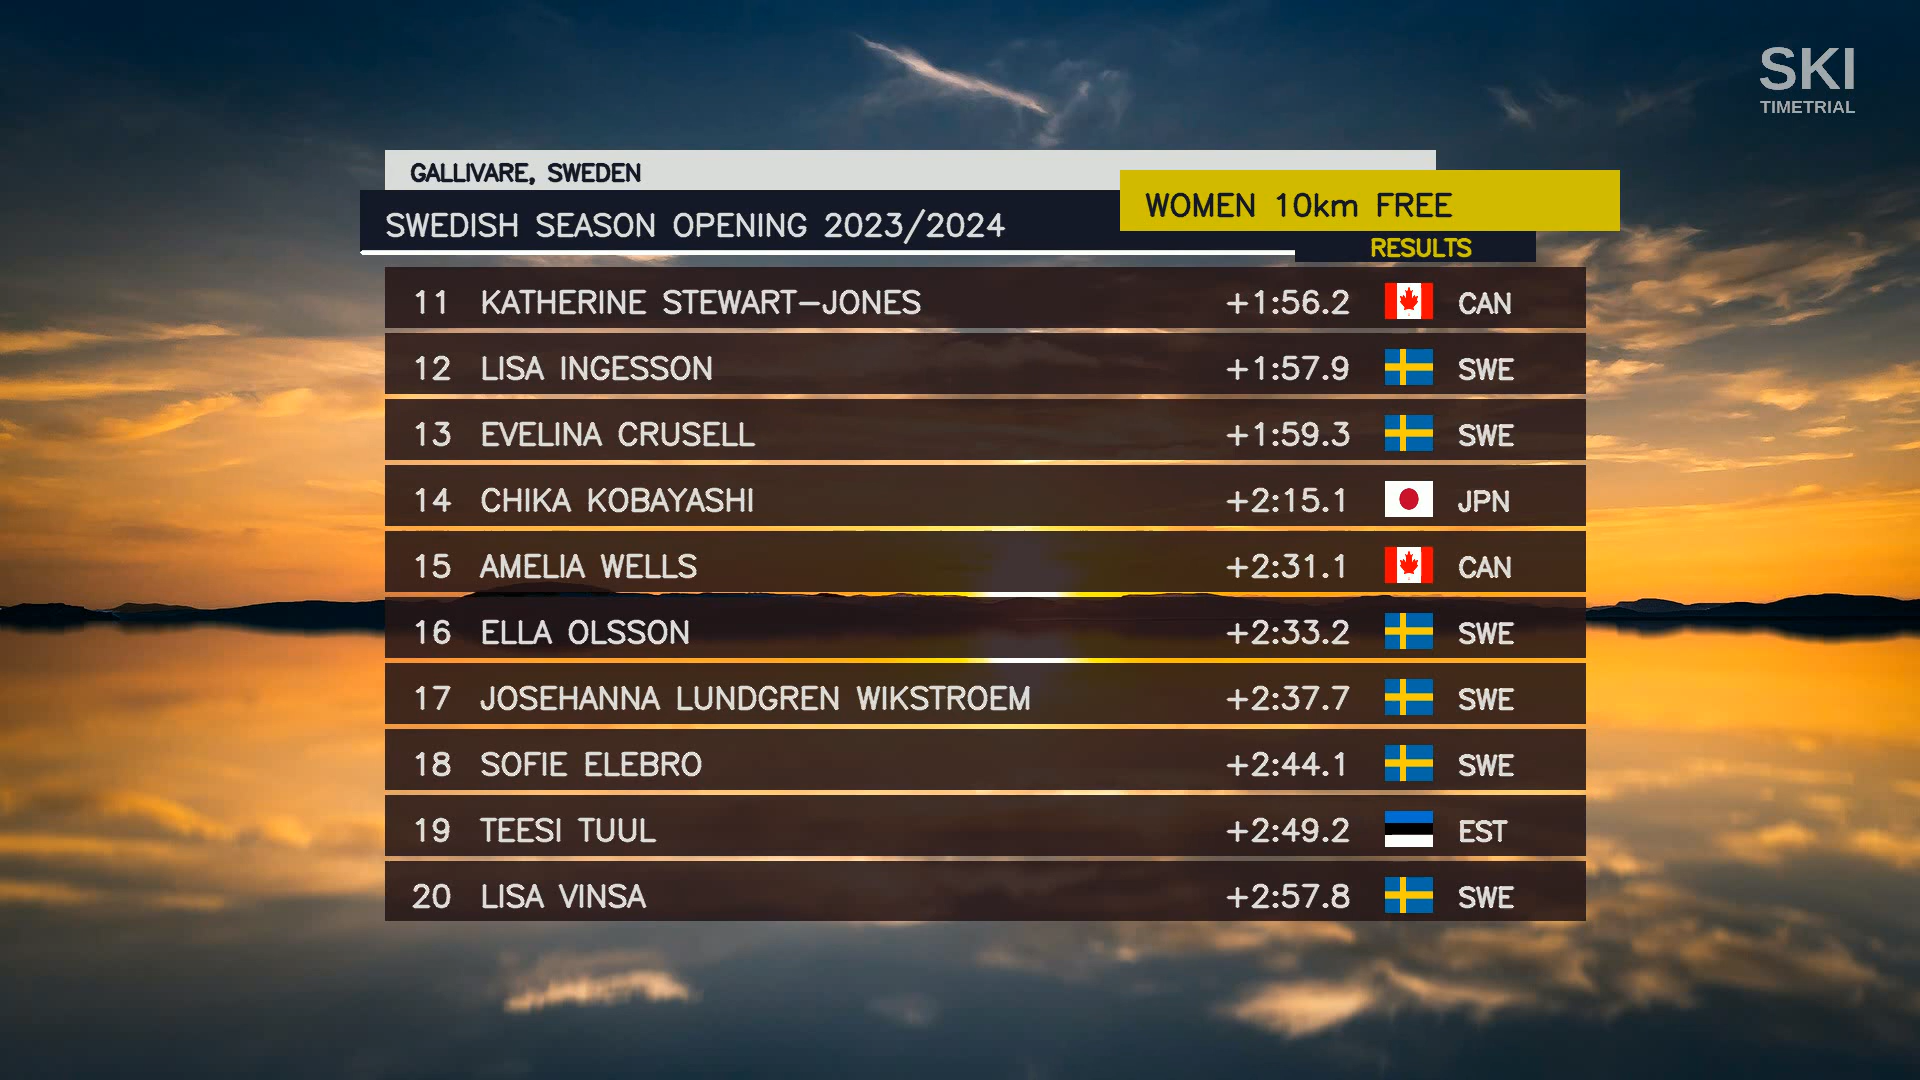 SKI
TIMETRIAL
GALLIVARE, SWEDEN
SWEDISH SEASON OPENING 2023/2024
WOMEN 10km FREE
RESULTS
11 KATHERINE STEWART-JONES +1:56.2 CAN
12 LISA INGESSON +1:57.9 SWE
13 EVELINA CRUSELL +1:59.3 SWE
14 CHIKA KOBAYASHI +2:15.1 JPN
15 AMELIA WELLS +2:31.1 CAN
16 ELLA OLSSON +2:33.2 SWE
17 JOSEHANNA LUNDGREN WIKSTROEM +2:37.7 SWE
18 SOFIE ELEBRO +2:44.1 SWE
19 TEESI TUUL +2:49.2 EST
20 LISA VINSA +2:57.8 SWE